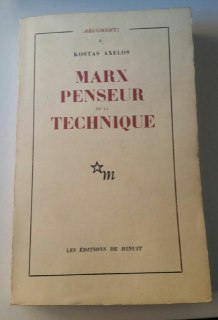 ARGUMENTS
KOSTAS AXELOS
MARX
PENSEUR
DE LA
TECHNIQUE
m
LES ÉDITIONS DE MINUIT